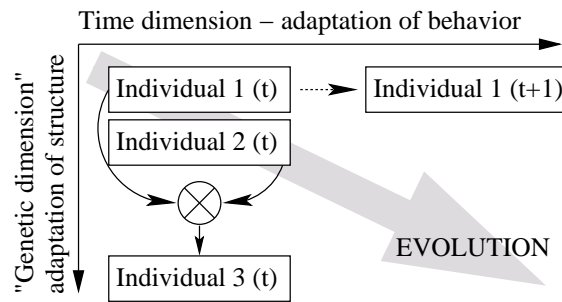 Time dimension – adaptation of behavior
"Genetic dimension"
adaptation of structure
Individual 1 (t)
Individual 1 (t+1)
Individual 2 (t)
EVOLUTION
Individual 3 (t)